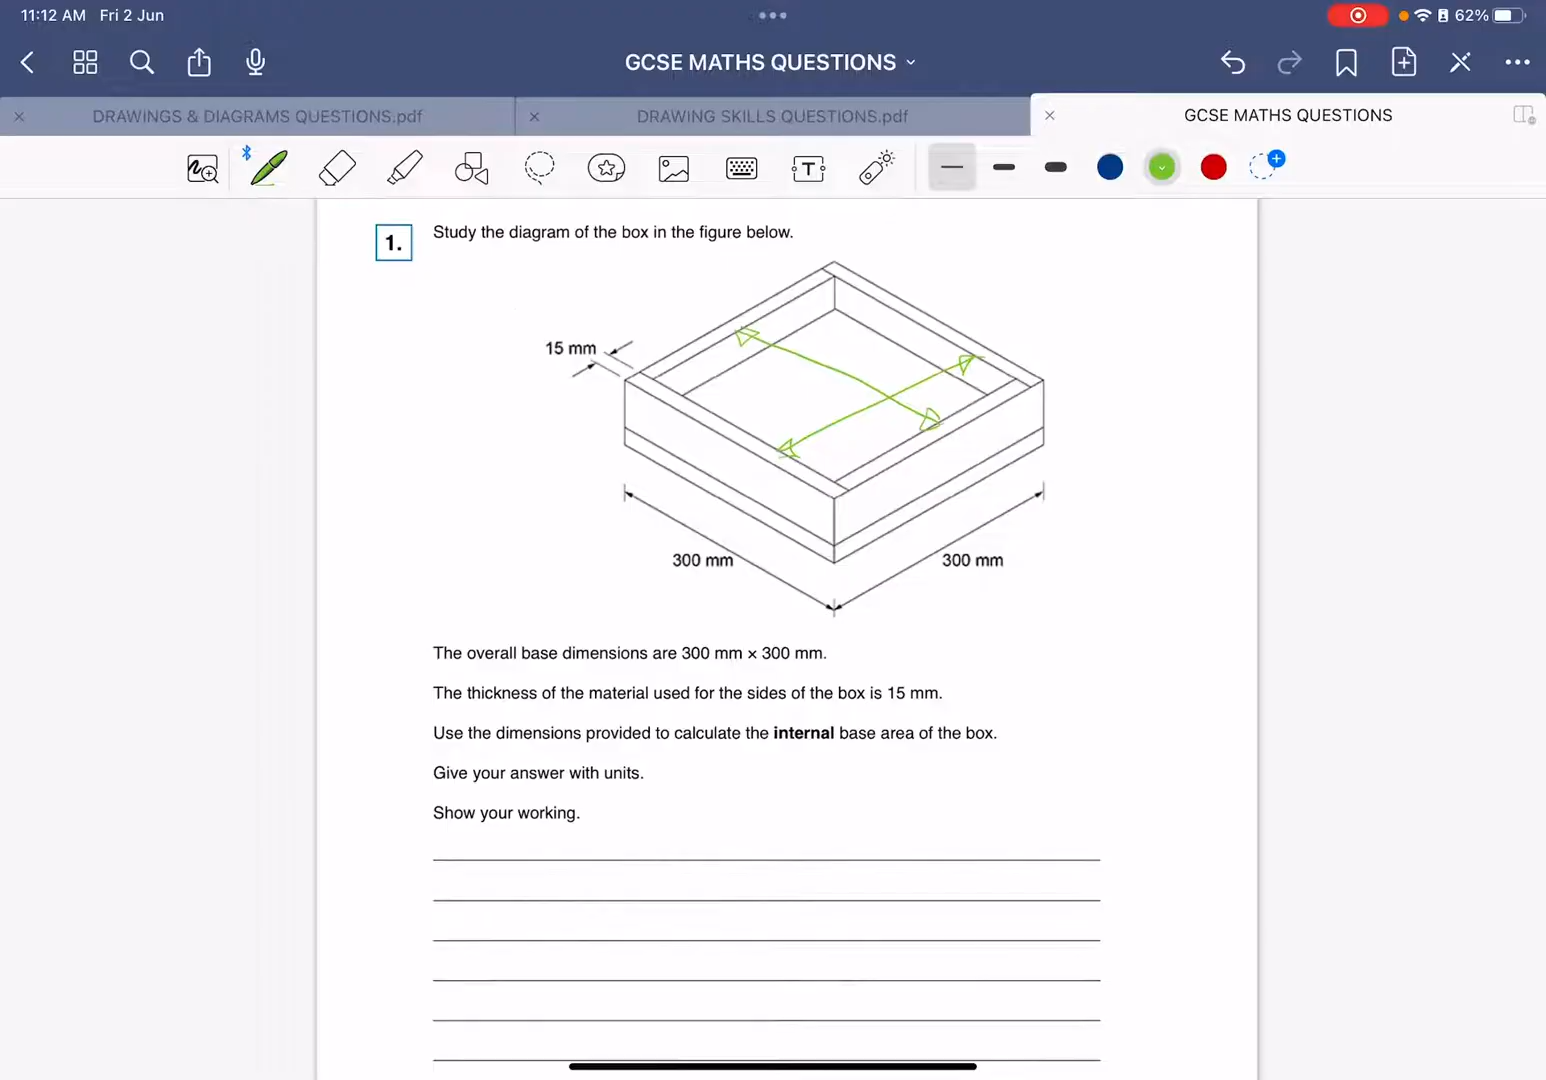 11:12 AM Fri 2 Jun
62%
GCSE MATHS QUESTIONS
DRAWINGS & DIAGRAMS QUESTIONS.pdf
DRAWING SKILLS QUESTIONS.pdf
GCSE MATHS QUESTIONS
T
1. Study the diagram of the box in the figure below.
15 mm
300 mm
300 mm
The overall base dimensions are 300 mm × 300 mm.
The thickness of the material used for the sides of the box is 15 mm.
Use the dimensions provided to calculate the internal base area of the box.
Give your answer with units.
Show your working.